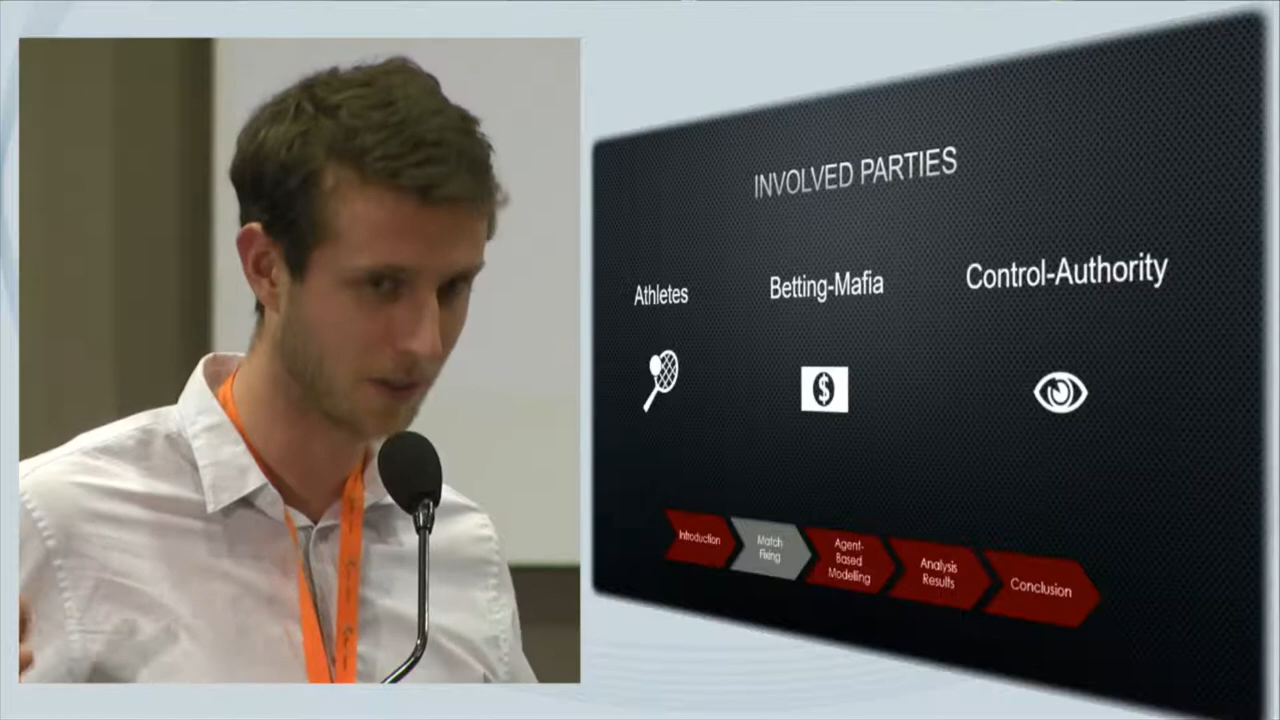 INVOLVED PARTIES
Athletes
Betting-Mafia
Control-Authority
$
Introduction
Match
Fixing
Agent-
Based
Modelling
Analysis
Results
Conclusion